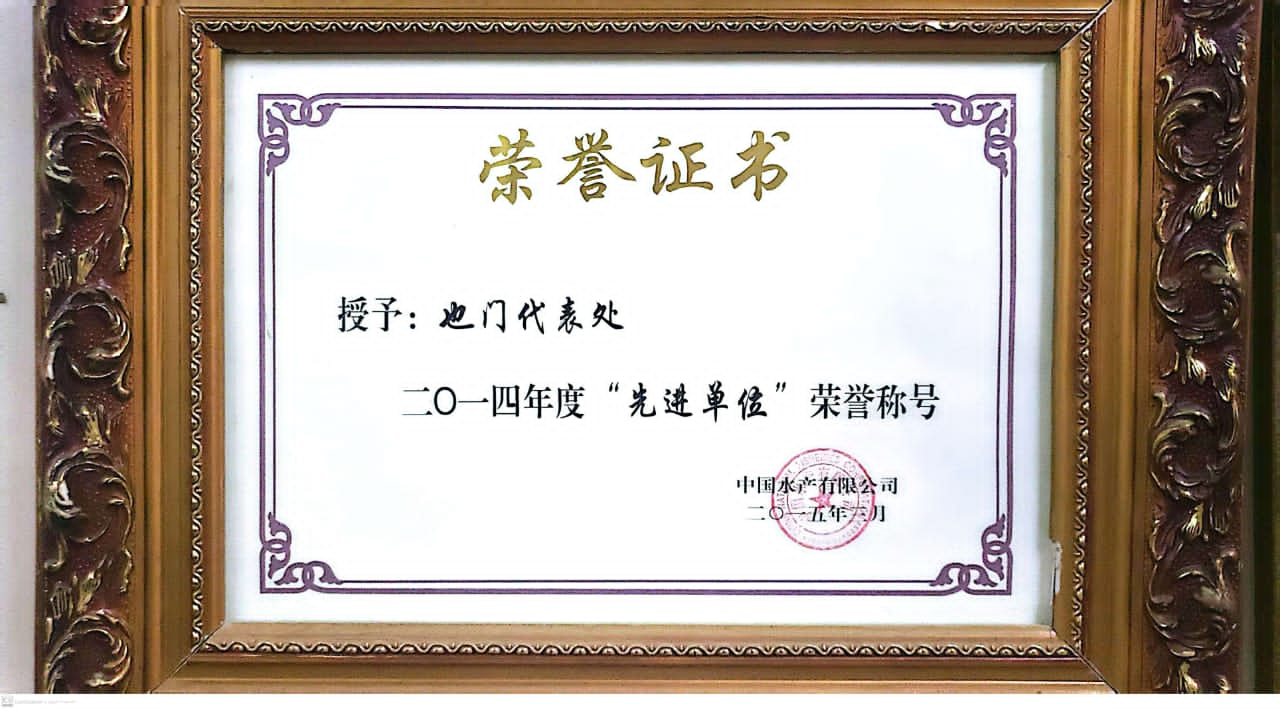 荣誉证书
授予：也门代表处
二〇一四年度“先进单位”荣誉称号
中国水产有限公司
二〇一五年三月